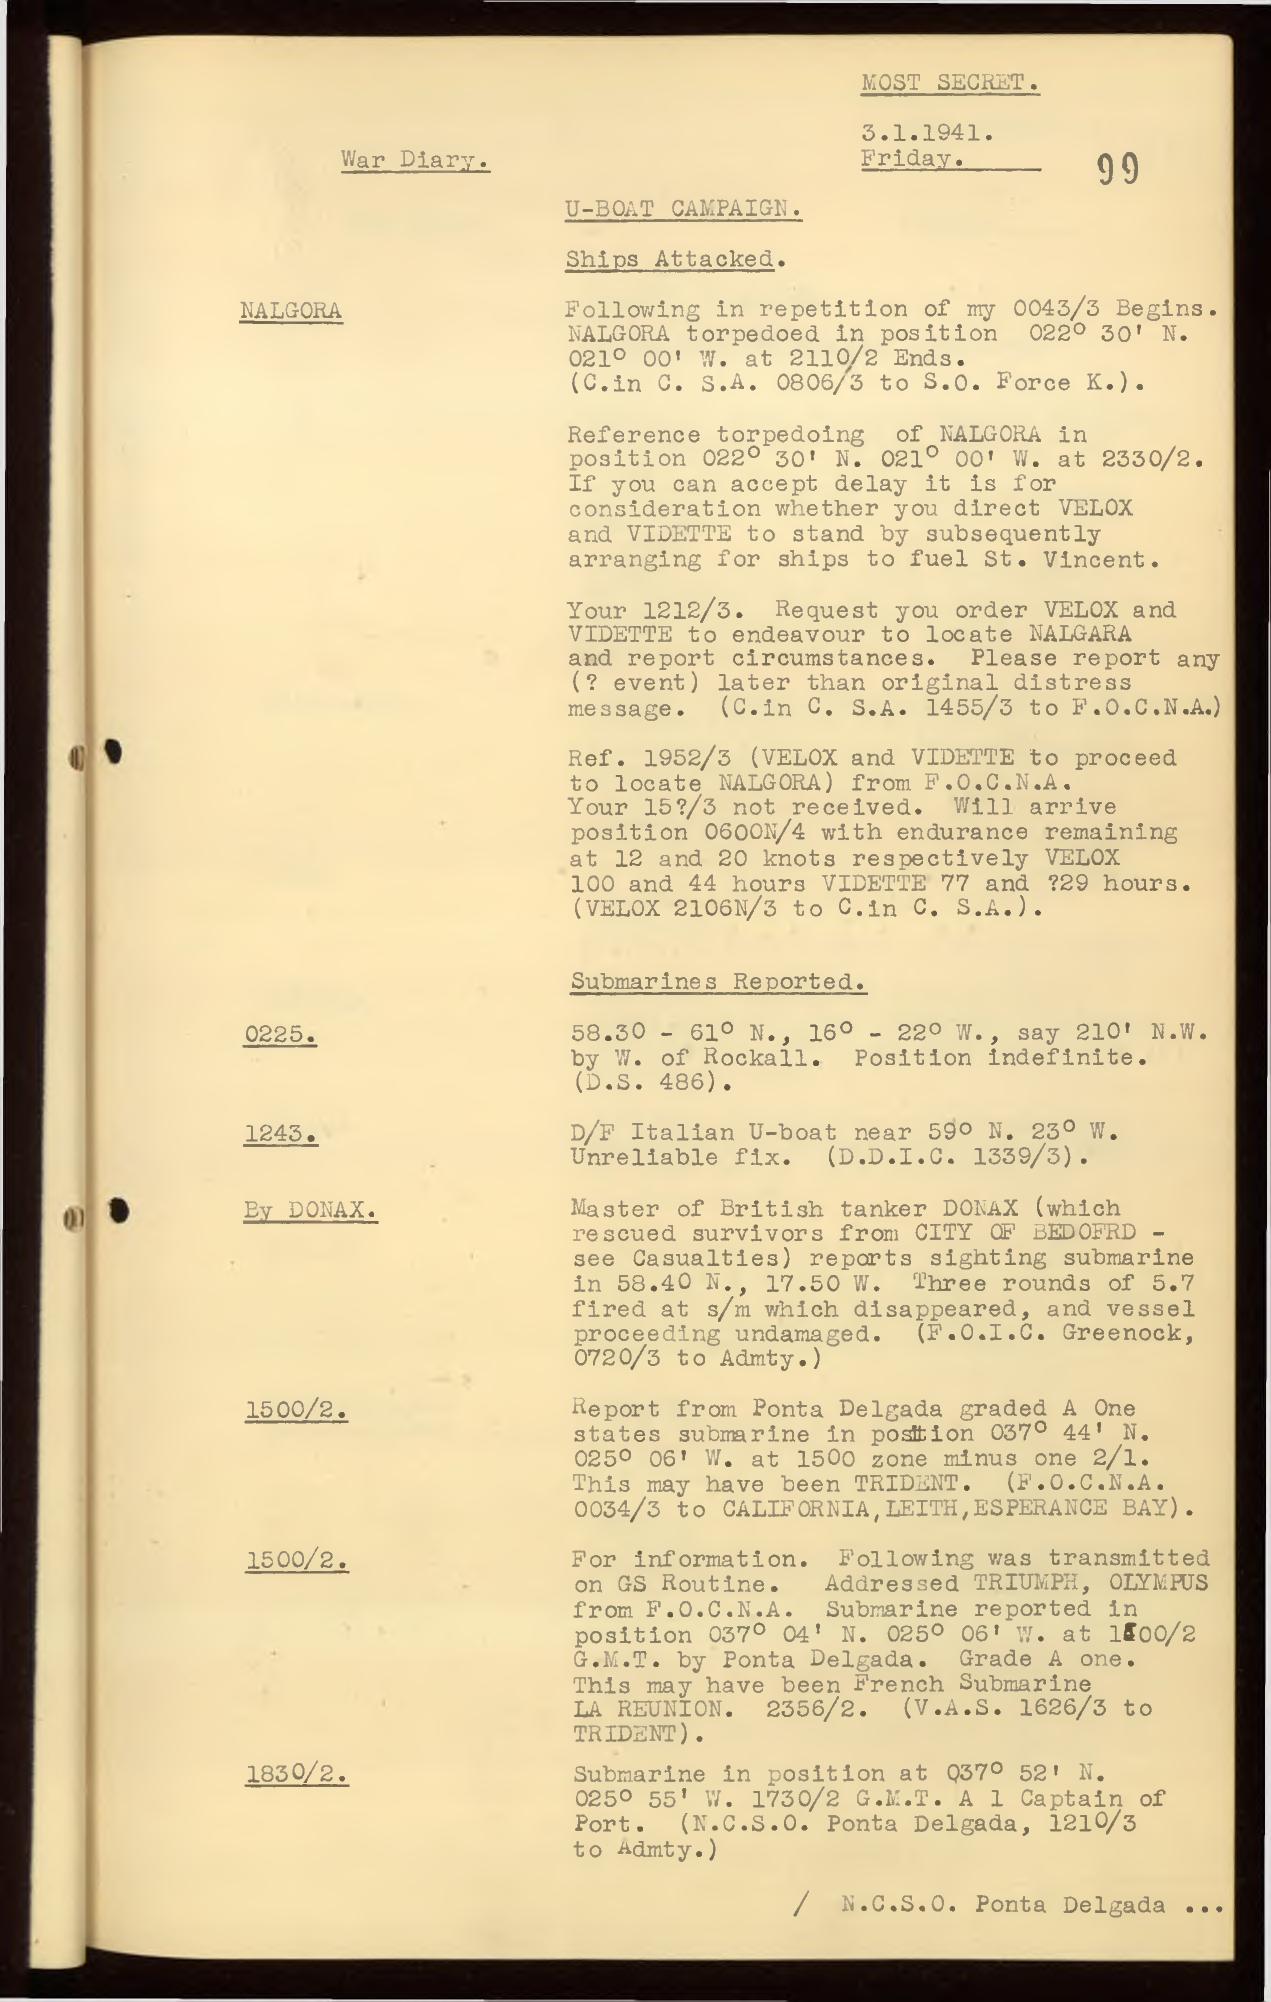 MOST SECRET.
3.1.1941.
War Diary.
Friday.
99
U-BOAT CAMPAIGN.
Ships Attacked.
NALGORA
Following in repetition of my 0043/3 Begins.
NALGORA torpedoed in position 022° 30' N.
021° 00' W. at 2110/2 Ends.
(C.in C. S.A. 0806/3 to S.O. Force K.).
Reference torpedoing of NALGORA in
position 022° 30' N. 021° 00' W. at 2330/2.
If you can accept delay it is for
consideration whether you direct VELOX
and VIDETTE to stand by subsequently
arranging for ships to fuel St. Vincent.
Your 1212/3. Request you order VELOX and
VIDETTE to endeavour to locate NALGARA
and report circumstances. Please report any
(? event) later than original distress
message. (C.in C. S.A. 1455/3 to F.O.C.N.A.)
Ref. 1952/3 (VELOX and VIDETTE to proceed
to locate NALGORA) from F.O.C.N.A.
Your 15?/3 not received. Will arrive
position 0600N/4 with endurance remaining
at 12 and 20 knots respectively VELOX
100 and 44 hours VIDETTE 77 and ?29 hours.
(VELOX 2106N/3 to C.in C. S.A.).
Submarines Reported.
0225.
58.30 - 61° N., 16° - 22° W., say 210' N.W.
by W. of Rockall. Position indefinite.
(D.S. 486).
1243.
D/F Italian U-boat near 59° N. 23° W.
Unreliable fix. (D.D.I.C. 1339/3).
By DONAX.
Master of British tanker DONAX (which
rescued survivors from CITY OF BEDOFRD -
see Casualties) reports sighting submarine
in 58.40 N., 17.50 W. Three rounds of 5.7
fired at s/m which disappeared, and vessel
proceeding undamaged. (F.O.I.C. Greenock,
0720/3 to Admty.)
1500/2.
Report from Ponta Delgada graded A One
states submarine in position 037° 44' N.
025° 06' W. at 1500 zone minus one 2/1.
This may have been TRIDENT. (F.O.C.N.A.
0034/3 to CALIFORNIA,LEITH,ESPERANCE BAY).
1500/2.
For information. Following was transmitted
on GS Routine. Addressed TRIUMPH, OLYMPUS
from F.O.C.N.A. Submarine reported in
position 037° 04' N. 025° 06' W. at
G.M.T. by Ponta Delgada. Grade A one.
This may have been French Submarine
LA REUNION. 2356/2. (V.A.S. 1626/3 to
TRIDENT).
1830/2.
Submarine in position at 037° 52' N.
025° 55' W. 1730/2 G.M.T. A 1 Captain of
Port. (N.C.S.O. Ponta Delgada, 1210/3
to Admty.)
/ N.C.S.O. Ponta Delgada ...